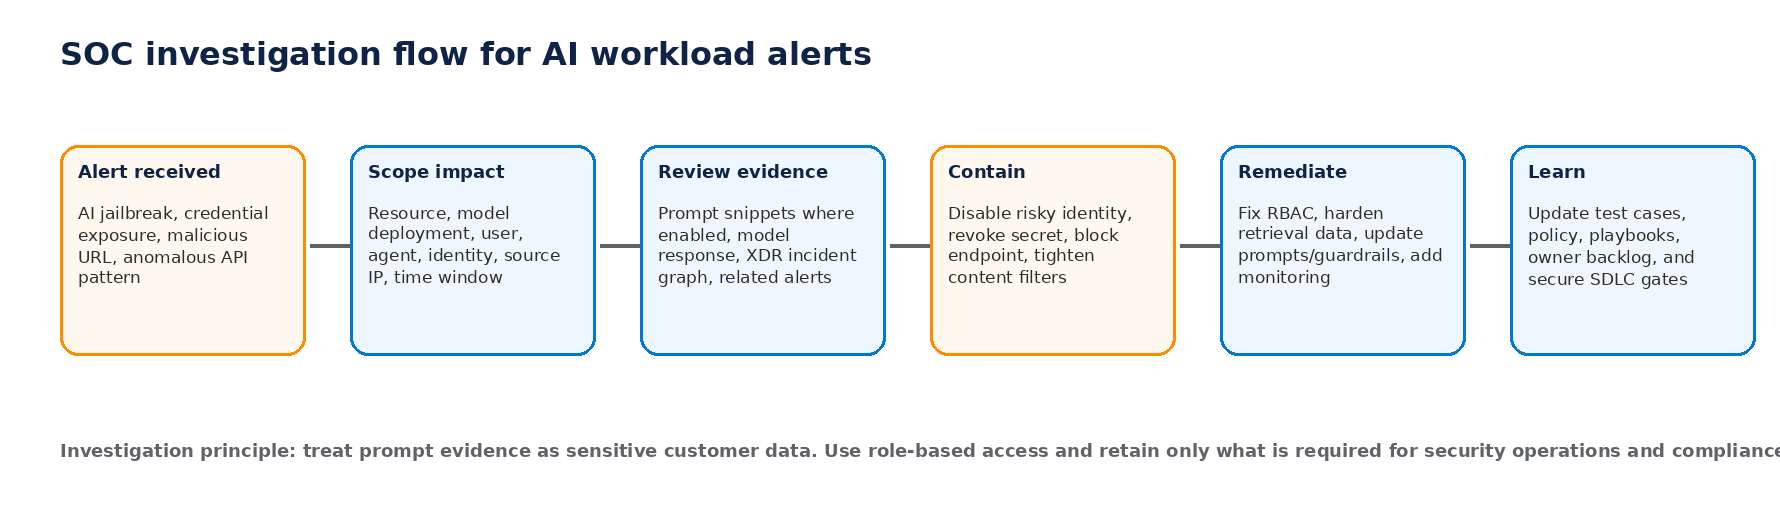 SOC investigation flow for AI workload alerts
Alert received
AI jailbreak, credential
exposure, malicious
URL, anomalous API
pattern
Scope impact
Resource, model
deployment, user,
agent, identity, source
IP, time window
Review evidence
Prompt snippets where
enabled, model
response, XDR incident
graph, related alerts
Contain
Disable risky identity,
revoke secret, block
endpoint, tighten
content filters
Remediate
Fix RBAC, harden
retrieval data, update
prompts/guardrails, add
monitoring
Learn
Update test cases,
policy, playbooks,
owner backlog, and
secure SDLC gates
Investigation principle: treat prompt evidence as sensitive customer data. Use role-based access and retain only what is required for security operations and compliance